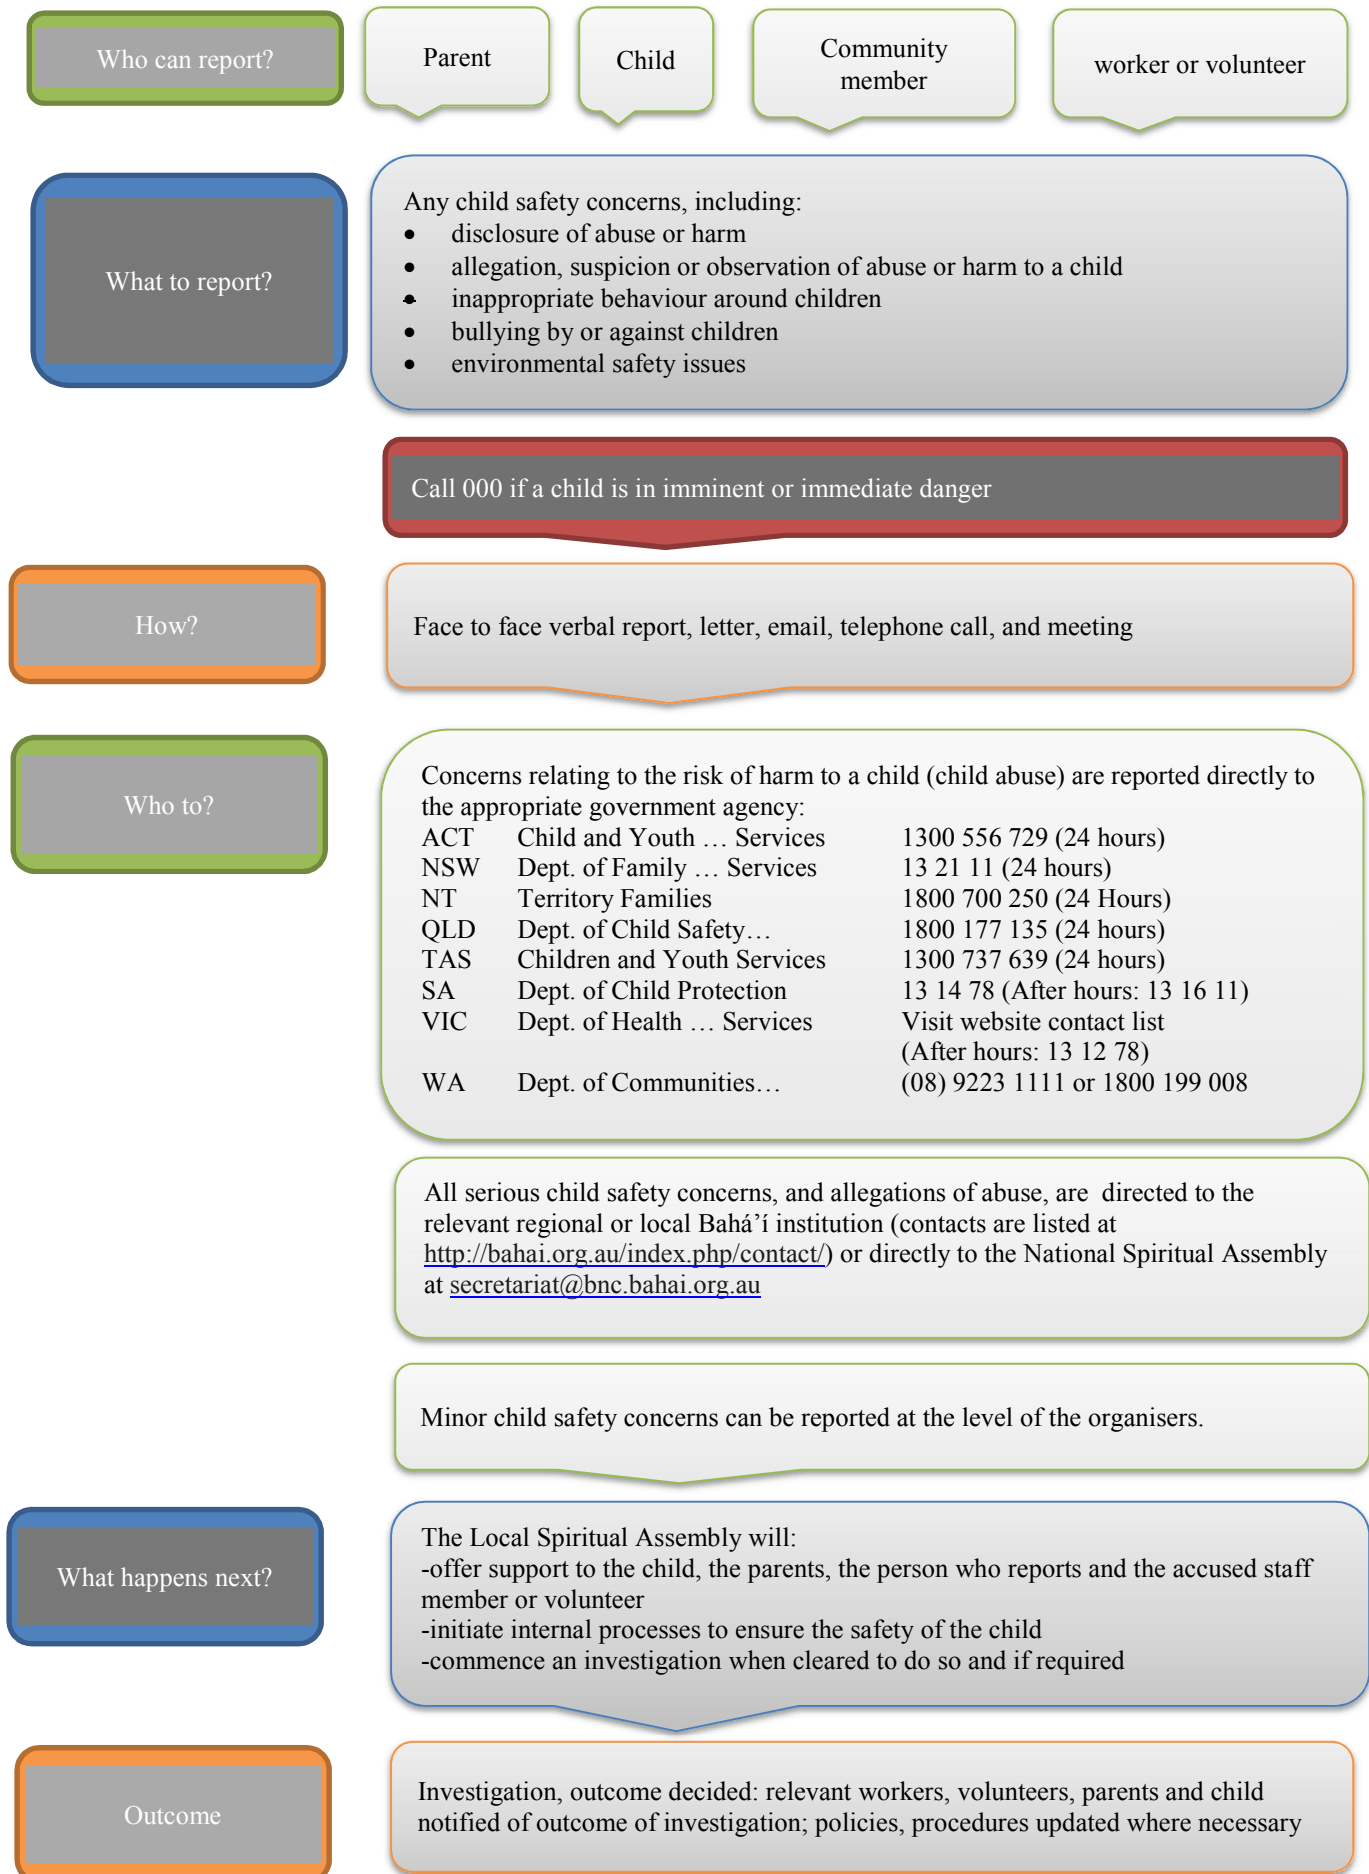 Who can report?
Parent
Child
Community
member
worker or volunteer
What to report?
Any child safety concerns, including:
• disclosure of abuse or harm
• allegation, suspicion or observation of abuse or harm to a child
• inappropriate behaviour around children
• bullying by or against children
• environmental safety issues
Call 000 if a child is in imminent or immediate danger
How?
Face to face verbal report, letter, email, telephone call, and meeting
Who to?
Concerns relating to the risk of harm to a child (child abuse) are reported directly to
the appropriate government agency:
ACT Child and Youth … Services 1300 556 729 (24 hours)
NSW Dept. of Family … Services 13 21 11 (24 hours)
NT Territory Families 1800 700 250 (24 Hours)
QLD Dept. of Child Safety… 1800 177 135 (24 hours)
TAS Children and Youth Services 1300 737 639 (24 hours)
SA Dept. of Child Protection 13 14 78 (After hours: 13 16 11)
VIC Dept. of Health … Services Visit website contact list
(After hours: 13 12 78)
WA Dept. of Communities… (08) 9223 1111 or 1800 199 008
All serious child safety concerns, and allegations of abuse, are directed to the
relevant regional or local Bahá’í institution (contacts are listed at
http://bahai.org.au/index.php/contact/) or directly to the National Spiritual Assembly
at secretariat@bnc.bahai.org.au
Minor child safety concerns can be reported at the level of the organisers.
What happens next?
The Local Spiritual Assembly will:
-offer support to the child, the parents, the person who reports and the accused staff
member or volunteer
-initiate internal processes to ensure the safety of the child
-commence an investigation when cleared to do so and if required
Outcome
Investigation, outcome decided: relevant workers, volunteers, parents and child
notified of outcome of investigation; policies, procedures updated where necessary